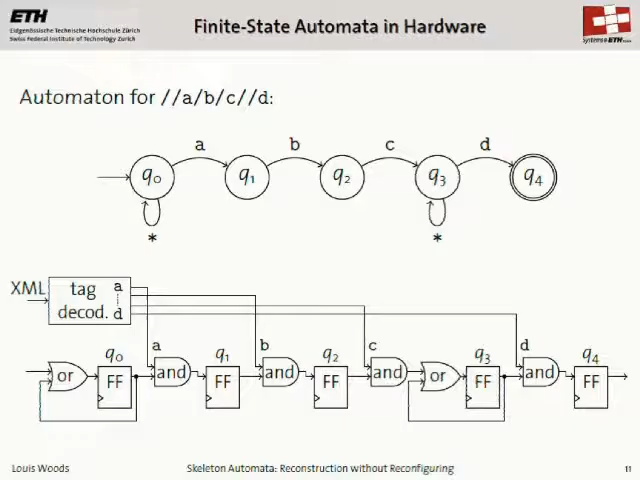 ETH
Eidgenössische Technische Hochschule Zürich
Swiss Federal Institute of Technology Zurich
Finite-State Automata in Hardware
Systems@ETH Zürich
Automaton for //a/b/c//d:
a b c d
q0 q1 q2 q3 q4
* *
XML tag decod. a d
a b c d
q0 q1 q2 q3 q4
or FF and FF and FF and or FF and FF
Louis Woods Skeleton Automata: Reconstruction without Reconfiguring 11